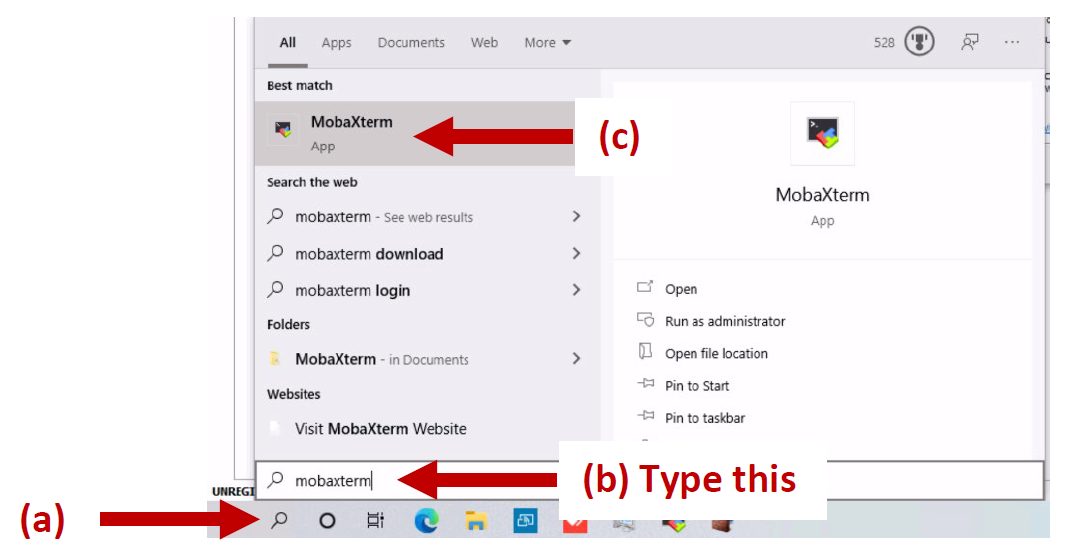 All Apps Documents Web More 528 ...
Best match
MobaXterm
App
(c)
Search the web
mobaxterm - See web results
mobaxterm download
mobaxterm login
Folders
MobaXterm - in Documents
Websites
Visit MobaXterm Website
MobaXterm
App
Open
Run as administrator
Open file location
Pin to Start
Pin to taskbar
mobaxterm
(b) Type this
UNREGI
(a)